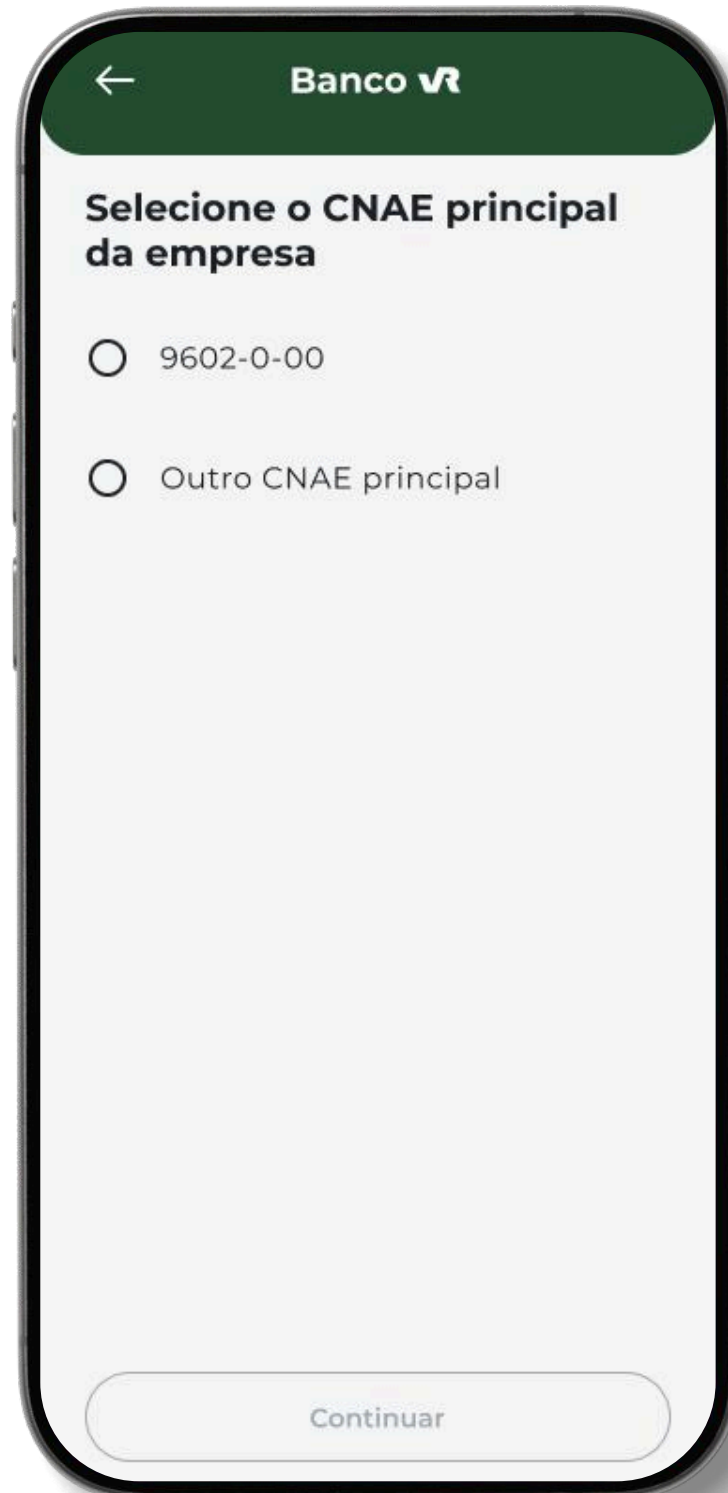 Banco VR
Selecione o CNAE principal
da empresa
9602-0-00
Outro CNAE principal
Continuar